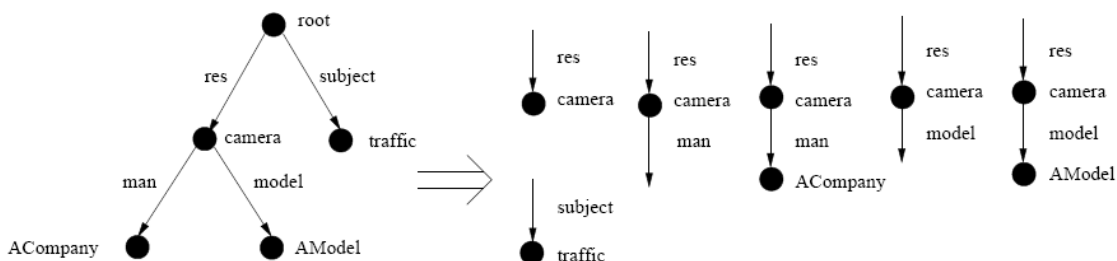 root
res
subject
camera
traffic
man
model
ACompany
AModel
res
camera
res
camera
man
res
camera
man
ACompany
res
camera
model
res
camera
model
AModel
subject
traffic